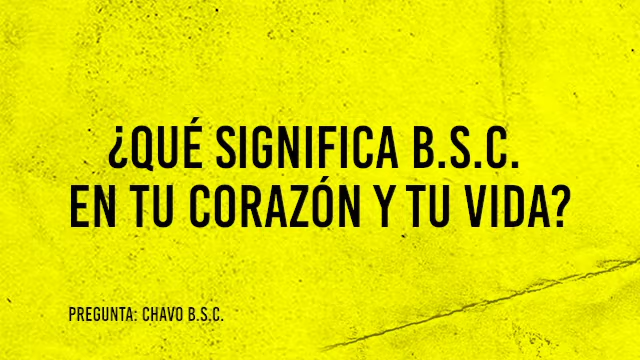 ¿QUÉ SIGNIFICA B.S.C.
EN TU CORAZÓN Y TU VIDA?
PREGUNTA: CHAVO B.S.C.